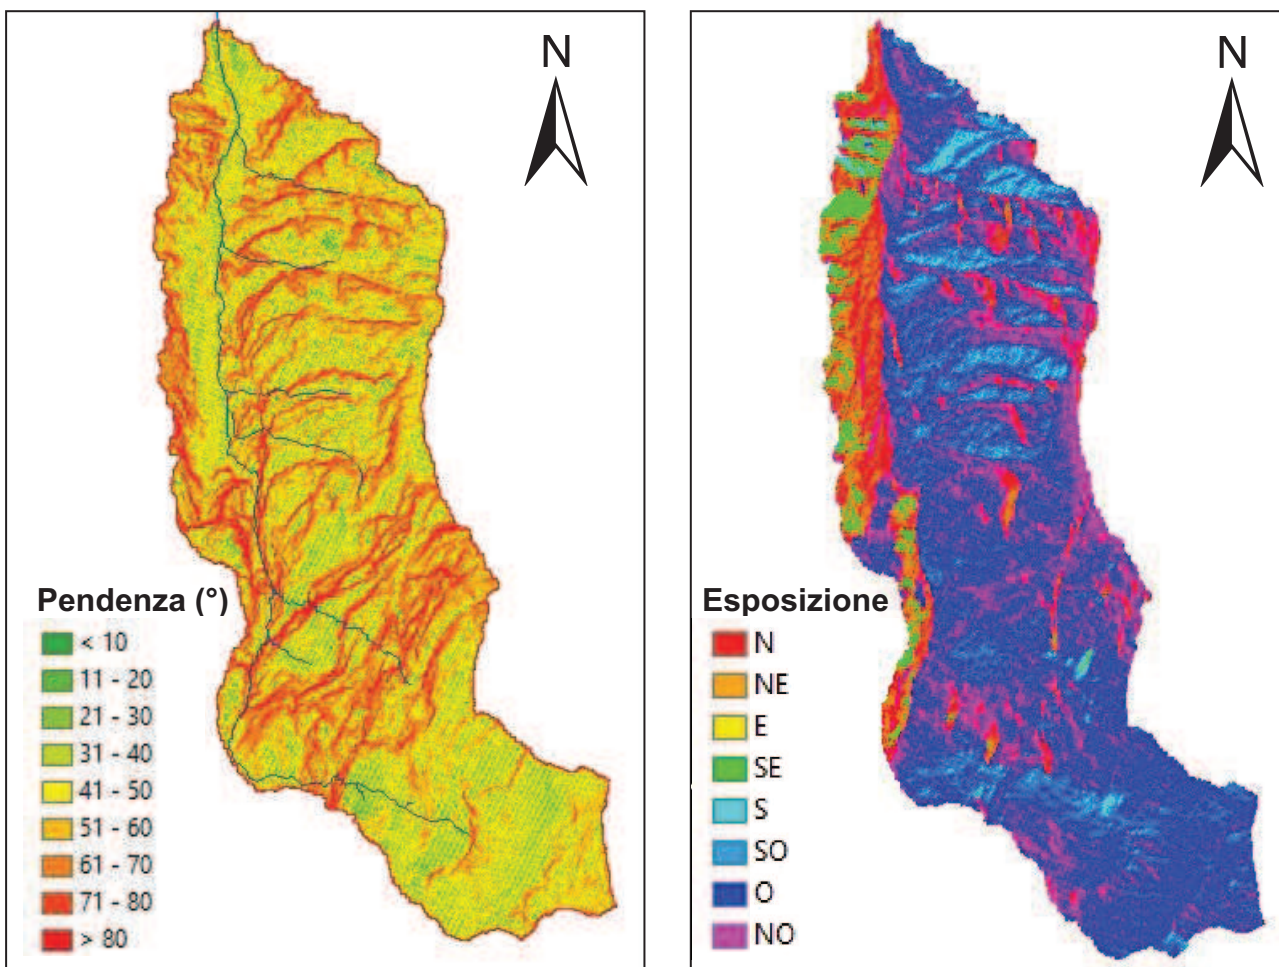 N
Pendenza (°)
< 10
11 - 20
21 - 30
31 - 40
41 - 50
51 - 60
61 - 70
71 - 80
> 80
N
Esposizione
N
NE
E
SE
S
SO
O
NO